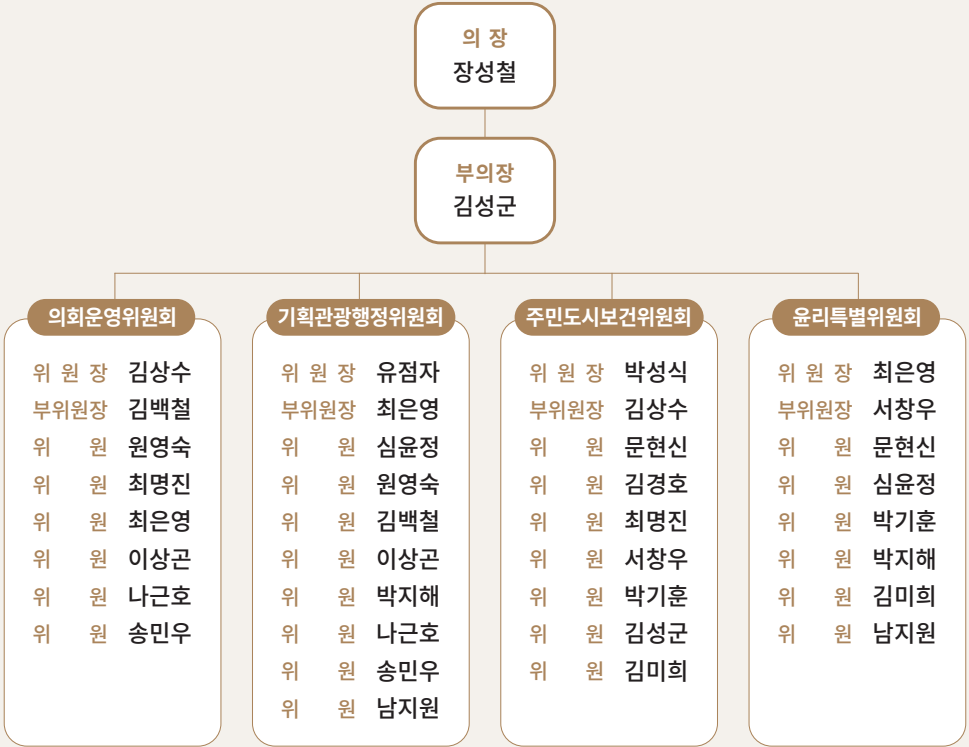 의 장
장성철
부의장
김성군
의회운영위원회
위 원 장 김상수
부위원장 김백철
위 원 원영숙
위 원 최명진
위 원 최은영
위 원 이상곤
위 원 나근호
위 원 송민우
기획관광행정위원회
위 원 장 유점자
부위원장 최은영
위 원 심윤정
위 원 원영숙
위 원 김백철
위 원 이상곤
위 원 박지해
위 원 나근호
위 원 송민우
위 원 남지원
주민도시보건위원회
위 원 장 박성식
부위원장 김상수
위 원 문현신
위 원 김경호
위 원 최명진
위 원 서창우
위 원 박기훈
위 원 김성군
위 원 김미희
윤리특별위원회
위 원 장 최은영
부위원장 서창우
위 원 문현신
위 원 심윤정
위 원 박기훈
위 원 박지해
위 원 김미희
위 원 남지원